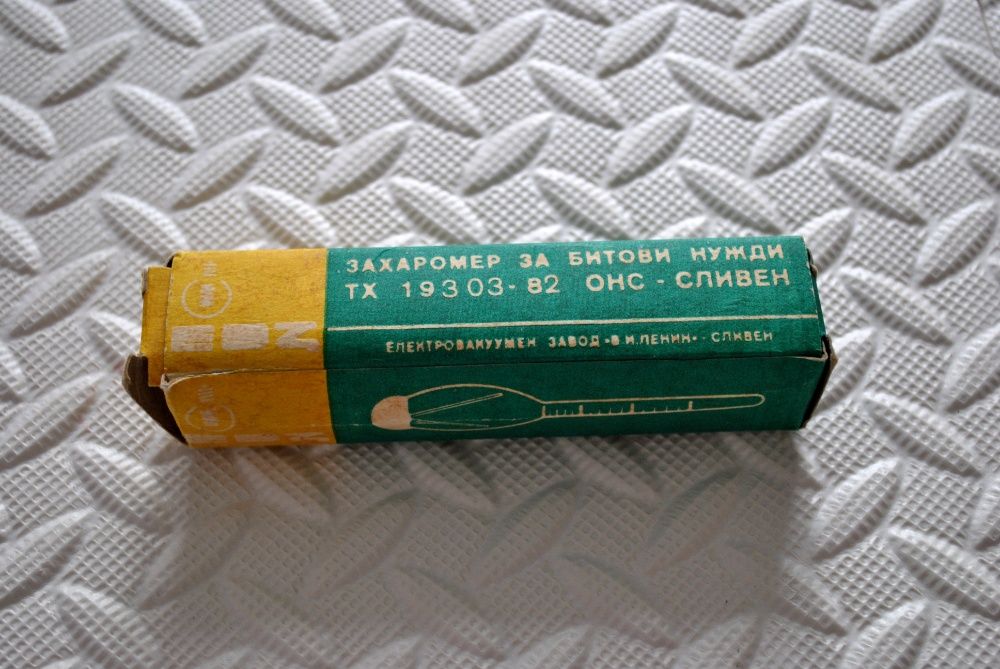 ЗАХАРОМЕР ЗА БИТОВИ НУЖДИ
ТХ 19303-82 ОНС - СЛИВЕН
ЕЛЕКТРОВАКУУМЕН ЗАВОД "В И.ЛЕНИН" - СЛИВЕН